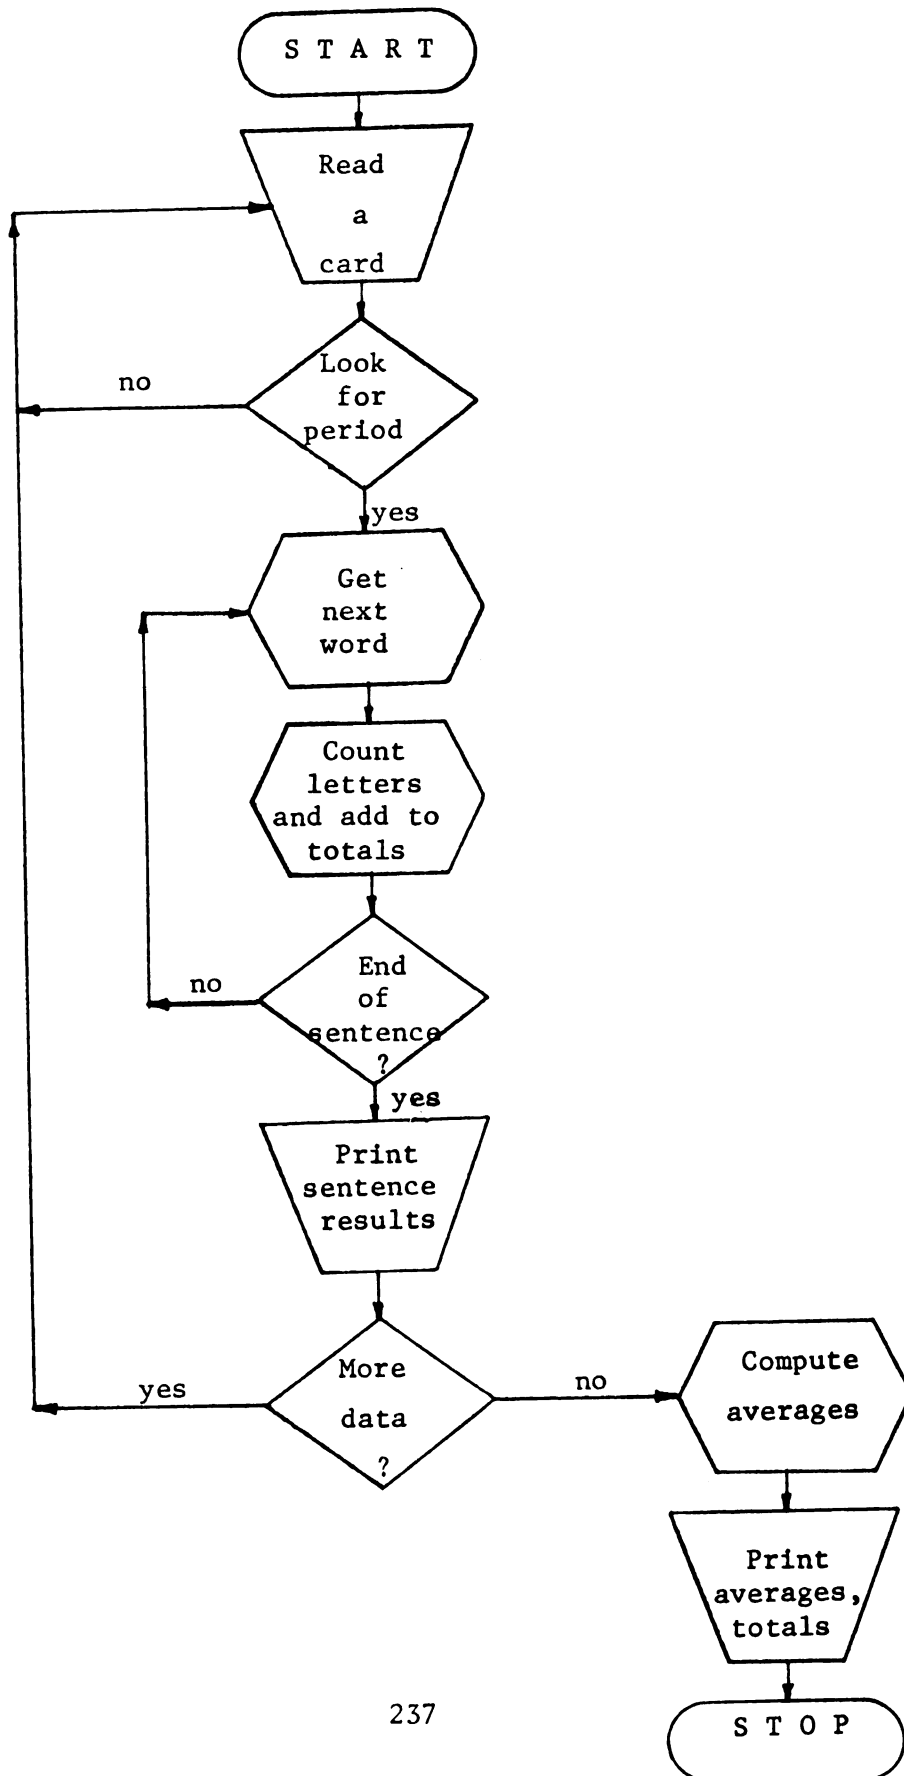 S T A R T
Read
a
card
Look
for
period
no
yes
Get
next
word
Count
letters
and add to
totals
End
of
sentence
?
no
yes
Print
sentence
results
More
data
?
yes
no
Compute
averages
Print
averages,
totals
S T O P
237